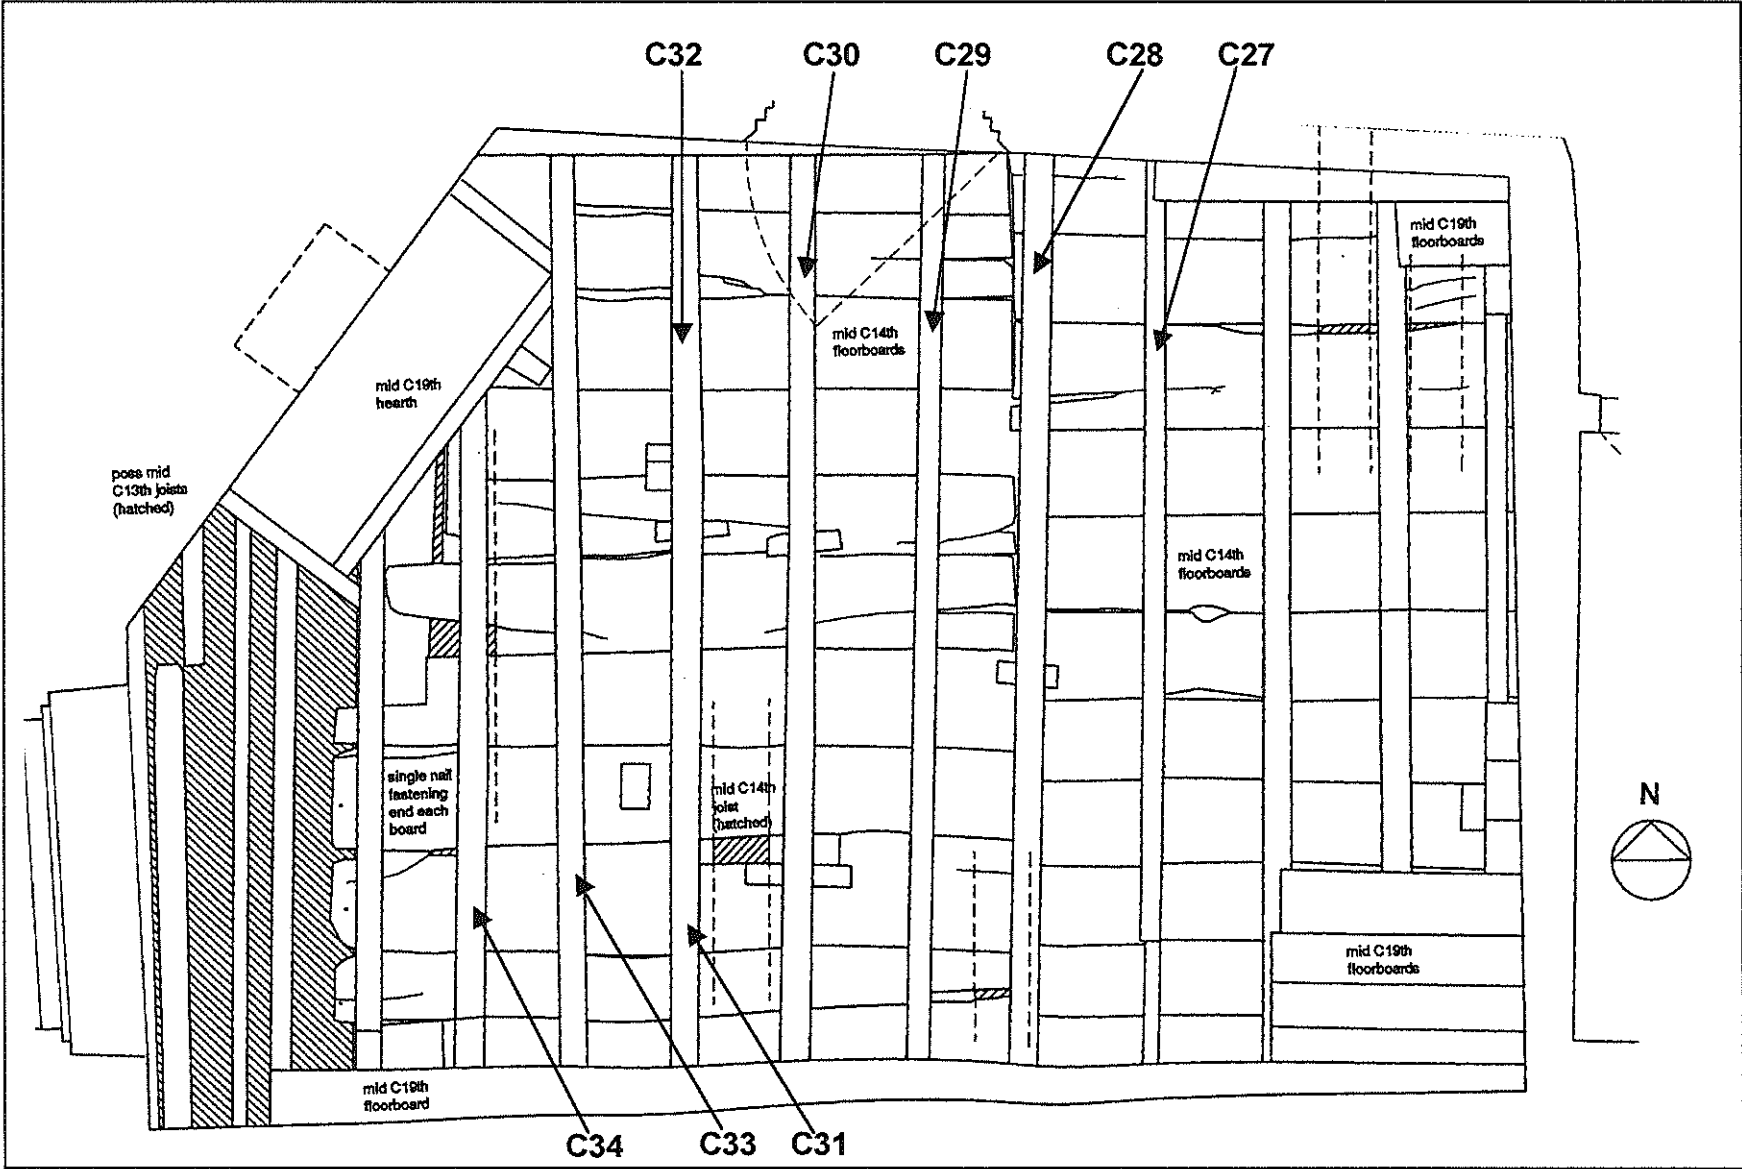 C32
C30
C29
C28
C27
mid C19th
floorboards
mid C14th
floorboards
mid C19th
hearth
poss mid
C13th joists
(hatched)
mid C14th
floorboards
single nail
fastening
end each
board
mid C14th
joist
(hatched)
N
mid C19th
floorboards
mid C19th
floorboard
C34
C33
C31